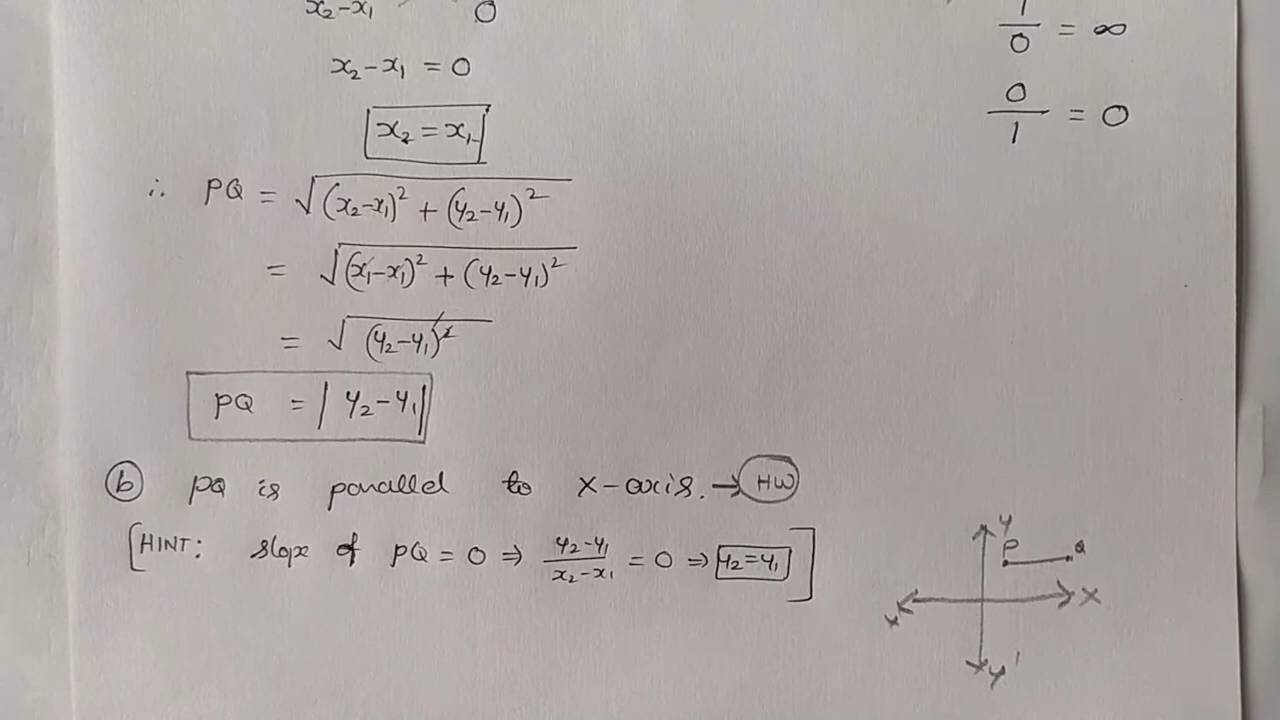 x₂-x₁ 0
x₂-x₁ = 0
x₂ = x₁
∴ PQ = √(x₂-x₁)² + (y₂-y₁)²
= √(x₁-x₁)² + (y₂-y₁)²
= √(y₂-y₁)²
PQ = |y₂-y₁|
1/0 = ∞
0/1 = 0
ⓑ PQ is parallel to X-axis. → HW
[HINT: slope of PQ = 0 ⇒ y₂-y₁/x₂-x₁ = 0 ⇒ y₂=y₁]
Y
P Q
X
Y'